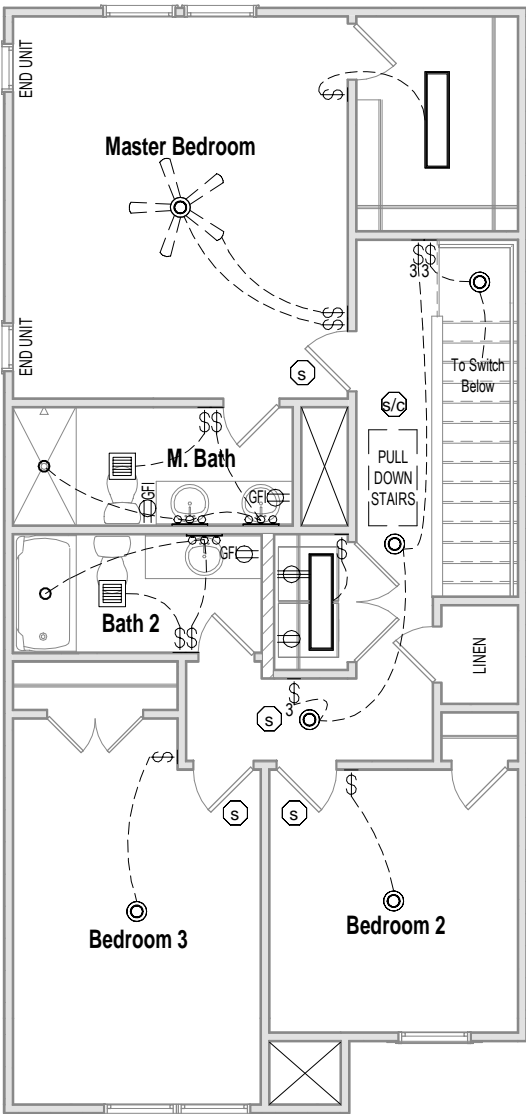 END UNIT
Master Bedroom
$
$$
3 3
$$
END UNIT
To Switch
Below
S
s/c
$$
M. Bath
GFI
GFI
PULL
DOWN
STAIRS
$
GFI
Bath 2
$$
$
3
LINEN
S
$
S
S
$
Bedroom 3
Bedroom 2